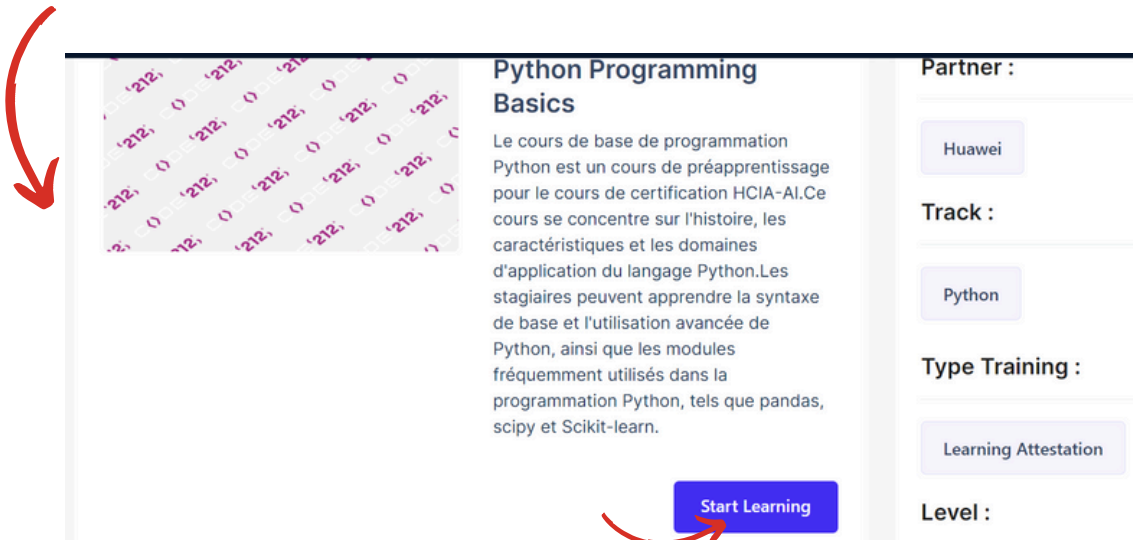 Python Programming
Basics
Le cours de base de programmation
Python est un cours de préapprentissage
pour le cours de certification HCIA-AI.Ce
cours se concentre sur l'histoire, les
caractéristiques et les domaines
d'application du langage Python.Les
stagiaires peuvent apprendre la syntaxe
de base et l'utilisation avancée de
Python, ainsi que les modules
fréquemment utilisés dans la
programmation Python, tels que pandas,
scipy et Scikit-learn.
Start Learning
Partner :
Huawei
Track :
Python
Type Training :
Learning Attestation
Level :